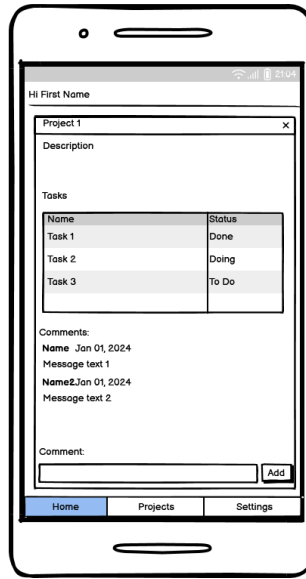 21:04
Hi First Name
Project 1 x
Description
Tasks
Name Status
Task 1 Done
Task 2 Doing
Task 3 To Do
Comments:
Name Jan 01, 2024
Message text 1
Name2Jan 01, 2024
Message text 2
Comment:
Add
Home Projects Settings